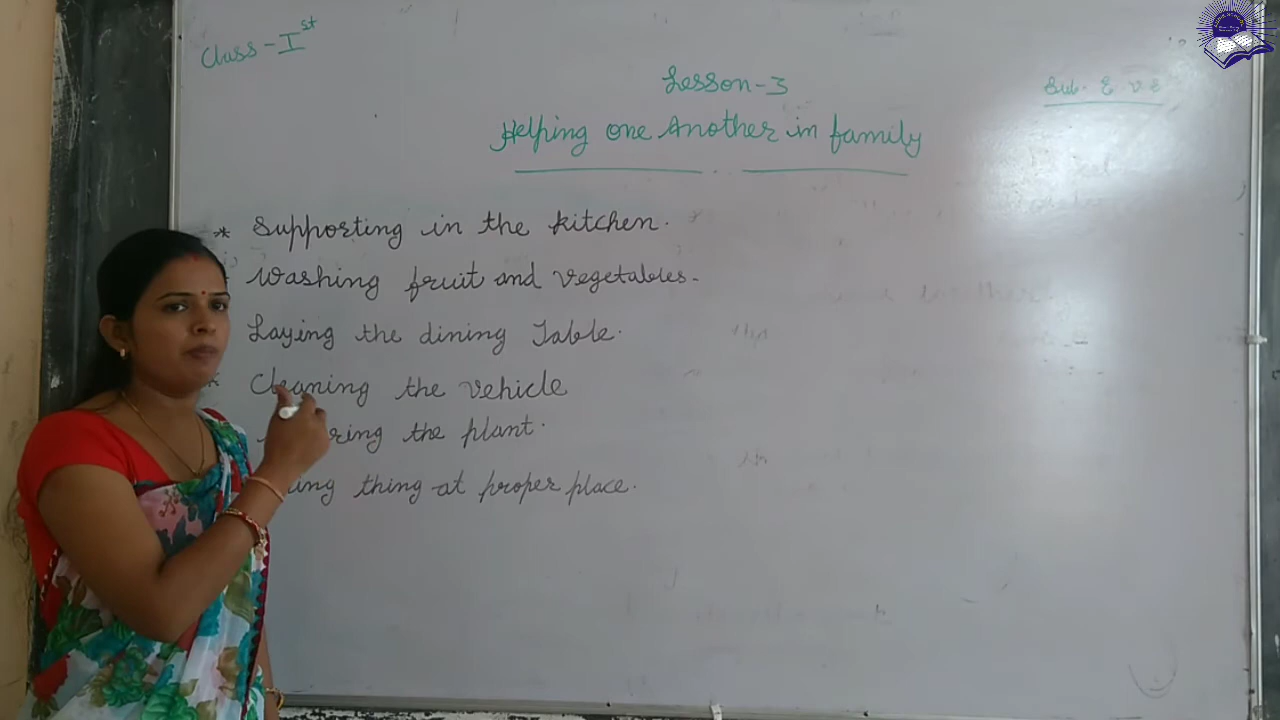 Class - Ist
Lesson-3
Sub. E V E
Helping one Another in family
* Supporting in the kitchen.
* Washing fruit and vegetables.
Laying the dining Table.
* Cleaning the vehicle
ring the plant.
ing thing at proper place.